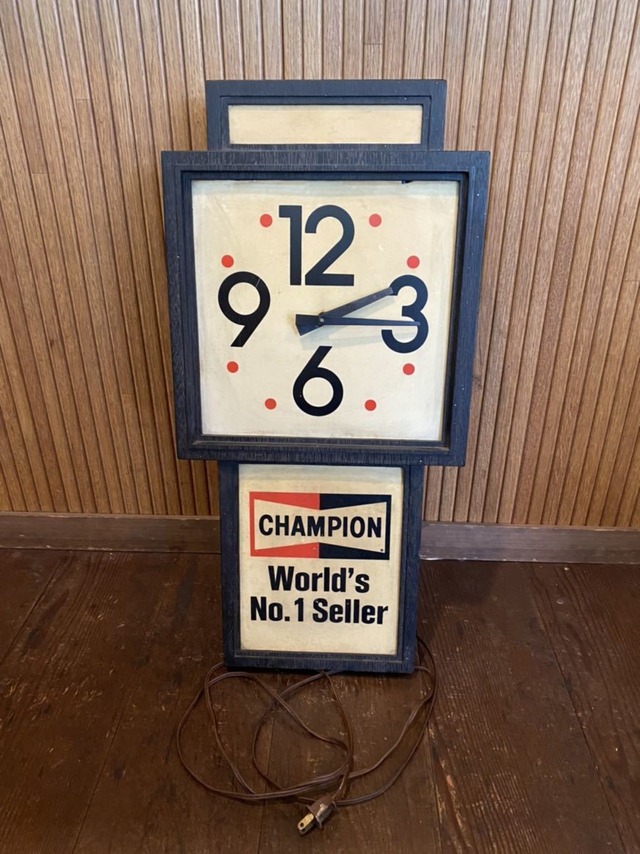 12
9
3
6
CHAMPION
World's
No. 1 Seller